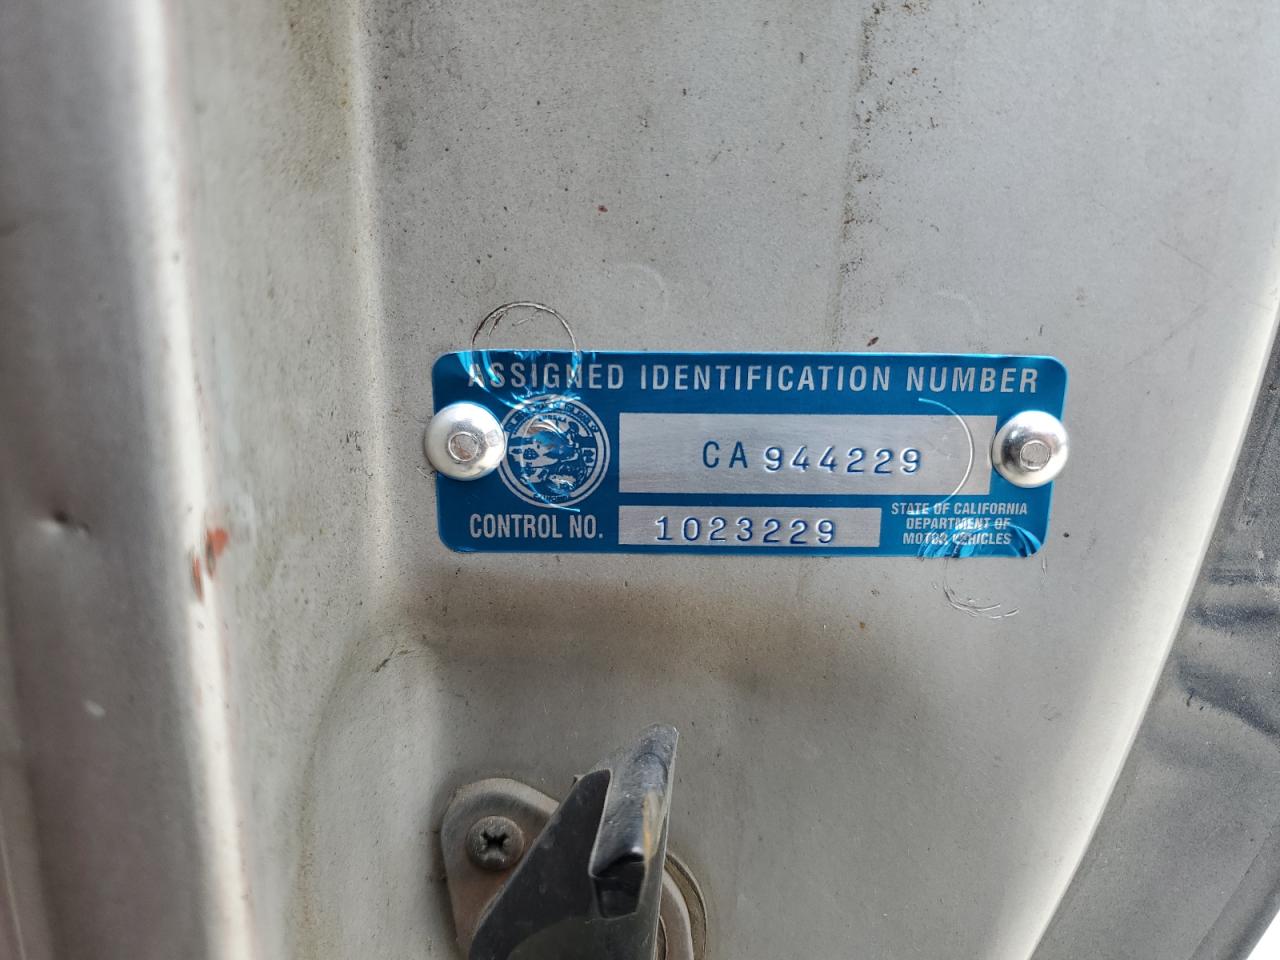 ASSIGNED IDENTIFICATION NUMBER
CA 944229
CONTROL NO. 1023229
STATE OF CALIFORNIA
DEPARTMENT OF
MOTOR VEHICLES